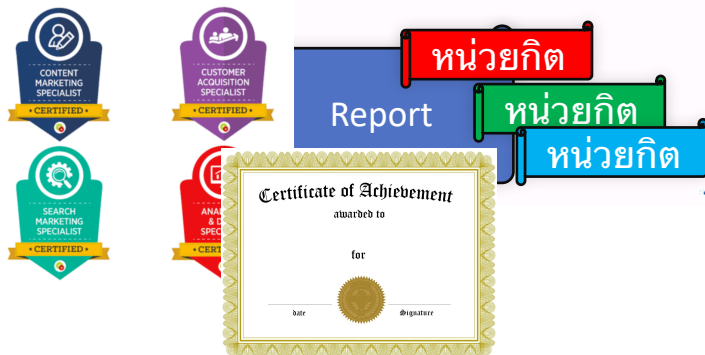 CONTENT
MARKETING
SPECIALIST
CERTIFIED
CUSTOMER
ACQUISITION
SPECIALIST
CERTIFIED
SEARCH
MARKETING
SPECIALIST
CERTIFIED
Report
หน่วยกิต
หน่วยกิต
หน่วยกิต
Certificate of Achievement
awarded to
for
date
Signature